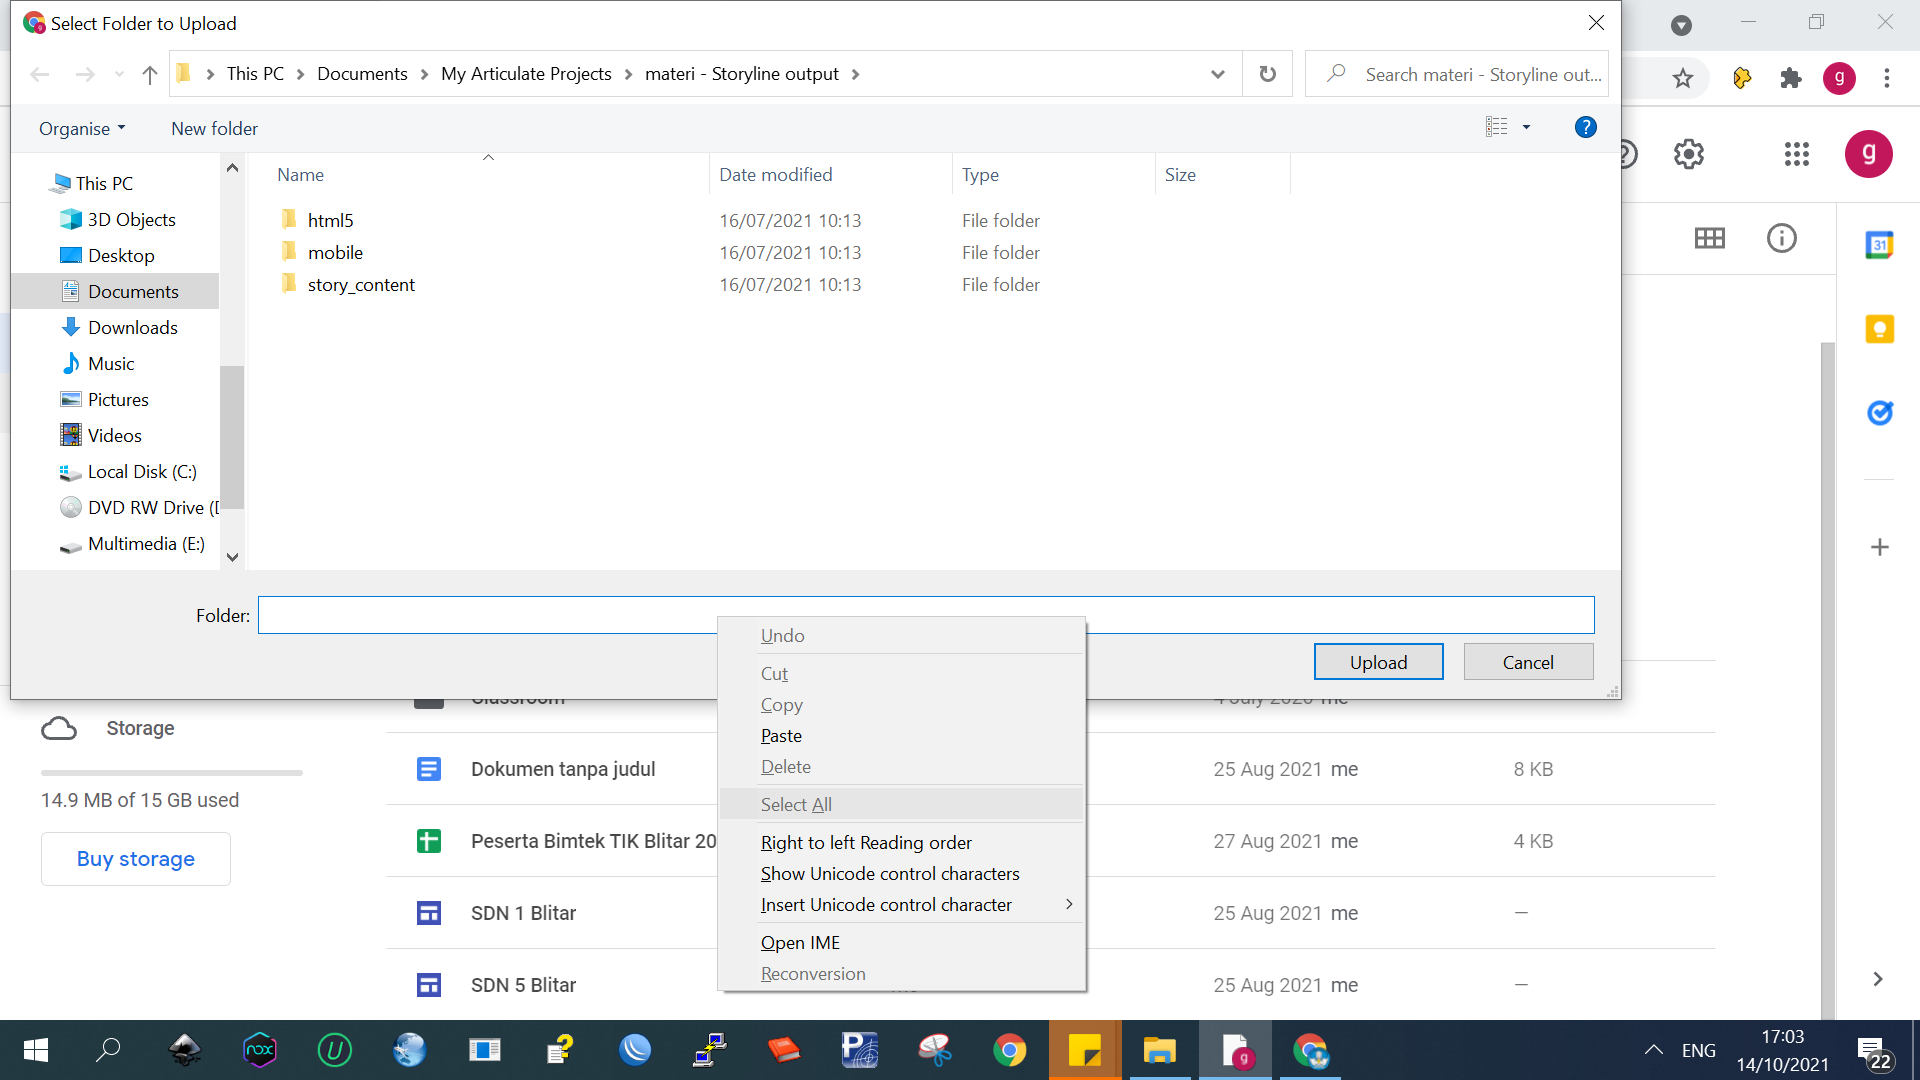 Select Folder to Upload
This PC > Documents > My Articulate Projects > materi - Storyline output >
Search materi - Storyline out...
Organise
New folder
g
g
Name
Date modified
Type
Size
This PC
3D Objects
Desktop
Documents
Downloads
Music
Pictures
Videos
Local Disk (C:)
DVD RW Drive (
Multimedia (E:)
html5 16/07/2021 10:13 File folder
mobile 16/07/2021 10:13 File folder
story_content 16/07/2021 10:13 File folder
31
Folder:
Upload
Cancel
Undo
Cut
Copy
Paste
Delete
Select All
Right to left Reading order
Show Unicode control characters
Insert Unicode control character
Open IME
Reconversion
Classroom 4 July 2020 me
Storage
14.9 MB of 15 GB used
Buy storage
Dokumen tanpa judul 25 Aug 2021 me 8 KB
Peserta Bimtek TIK Blitar 20 27 Aug 2021 me 4 KB
SDN 1 Blitar 25 Aug 2021 me —
SDN 5 Blitar 25 Aug 2021 me —
nox
U
g
ENG
17:03
14/10/2021
22